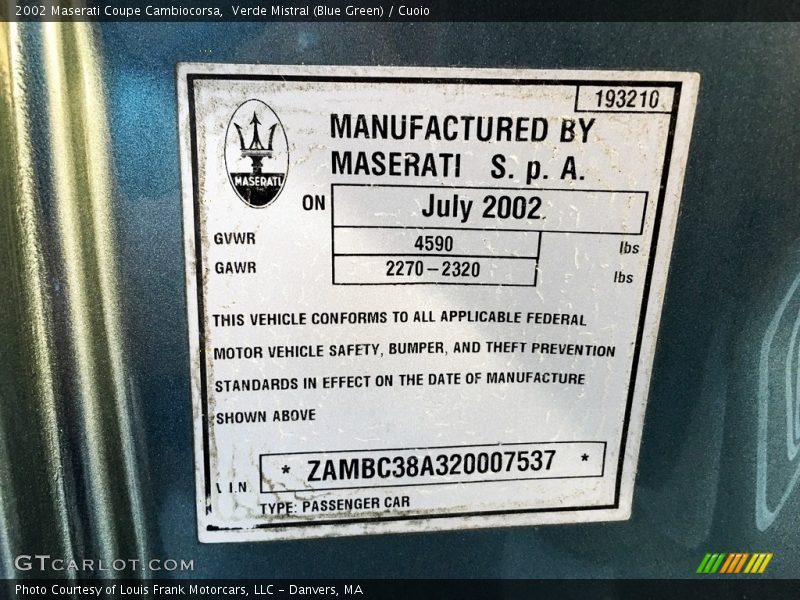 2002 Maserati Coupe Cambiocorsa,  Verde Mistral (Blue Green) / Cuoio
193210
MASERATI
MANUFACTURED BY
MASERATI S. p. A.
ON July 2002
GVWR 4590 lbs
GAWR 2270-2320 lbs
THIS VEHICLE CONFORMS TO ALL APPLICABLE FEDERAL
MOTOR VEHICLE SAFETY, BUMPER, AND THEFT PREVENTION
STANDARDS IN EFFECT ON THE DATE OF MANUFACTURE
SHOWN ABOVE
V.I.N. * ZAMBC38A320007537 *
TYPE: PASSENGER CAR
GTcarlot.com
Photo Courtesy of Louis Frank Motorcars, LLC - Danvers, MA